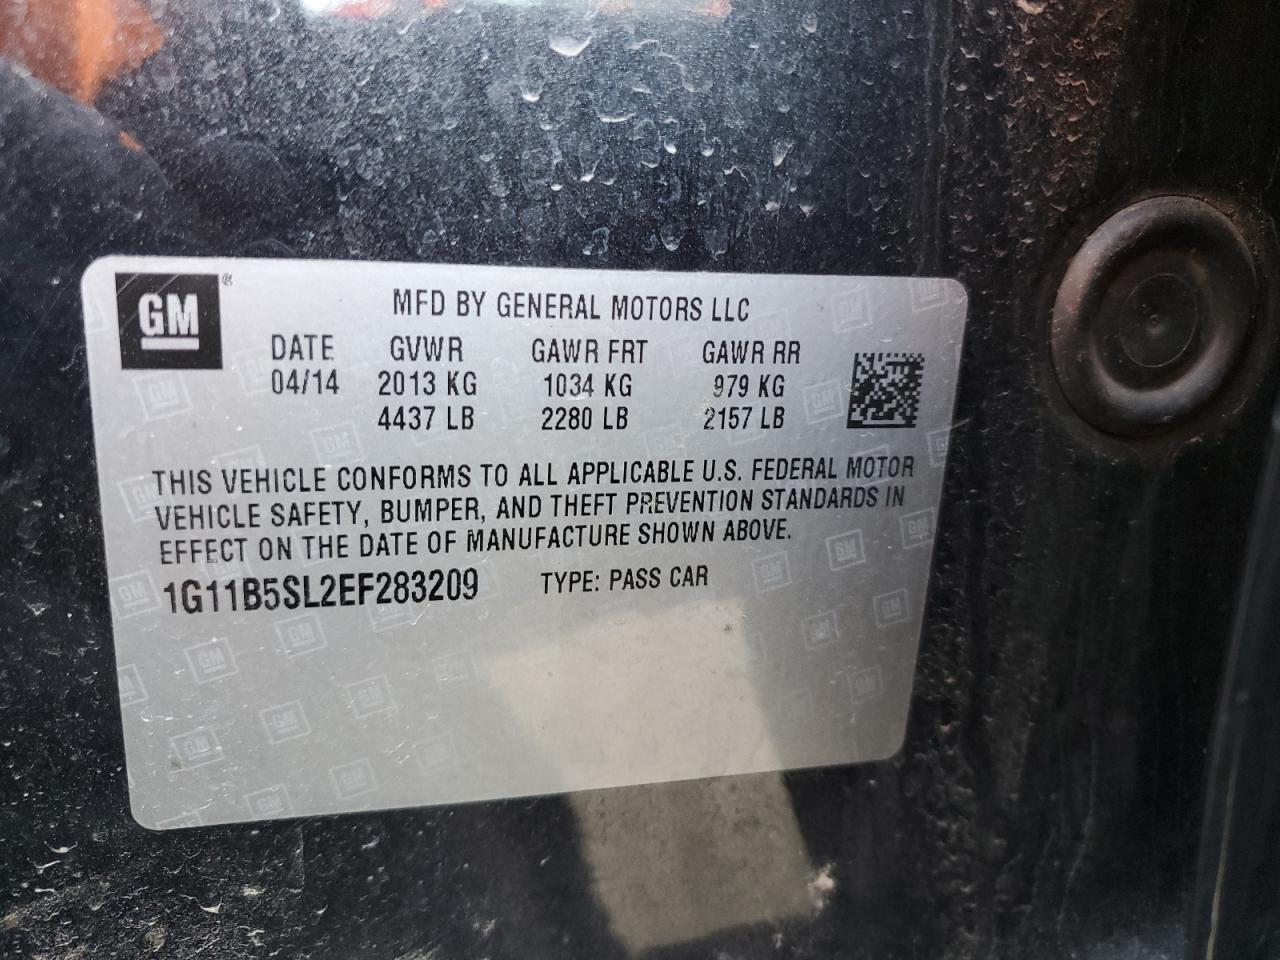 GM ®
MFD BY GENERAL MOTORS LLC
DATE GVWR GAWR FRT GAWR RR
04/14 2013 KG 1034 KG 979 KG
4437 LB 2280 LB 2157 LB
THIS VEHICLE CONFORMS TO ALL APPLICABLE U.S. FEDERAL MOTOR
VEHICLE SAFETY, BUMPER, AND THEFT PREVENTION STANDARDS IN
EFFECT ON THE DATE OF MANUFACTURE SHOWN ABOVE.
1G11B5SL2EF283209 TYPE: PASS CAR